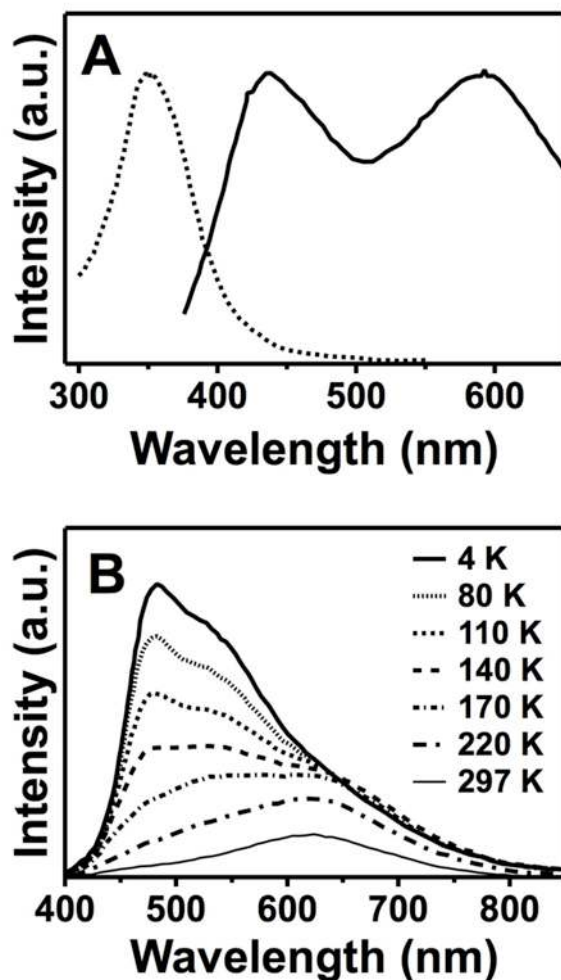 A
Intensity (a.u.)
300 400 500 600
Wavelength (nm)
B
Intensity (a.u.)
4 K
80 K
110 K
140 K
170 K
220 K
297 K
400 500 600 700 800
Wavelength (nm)